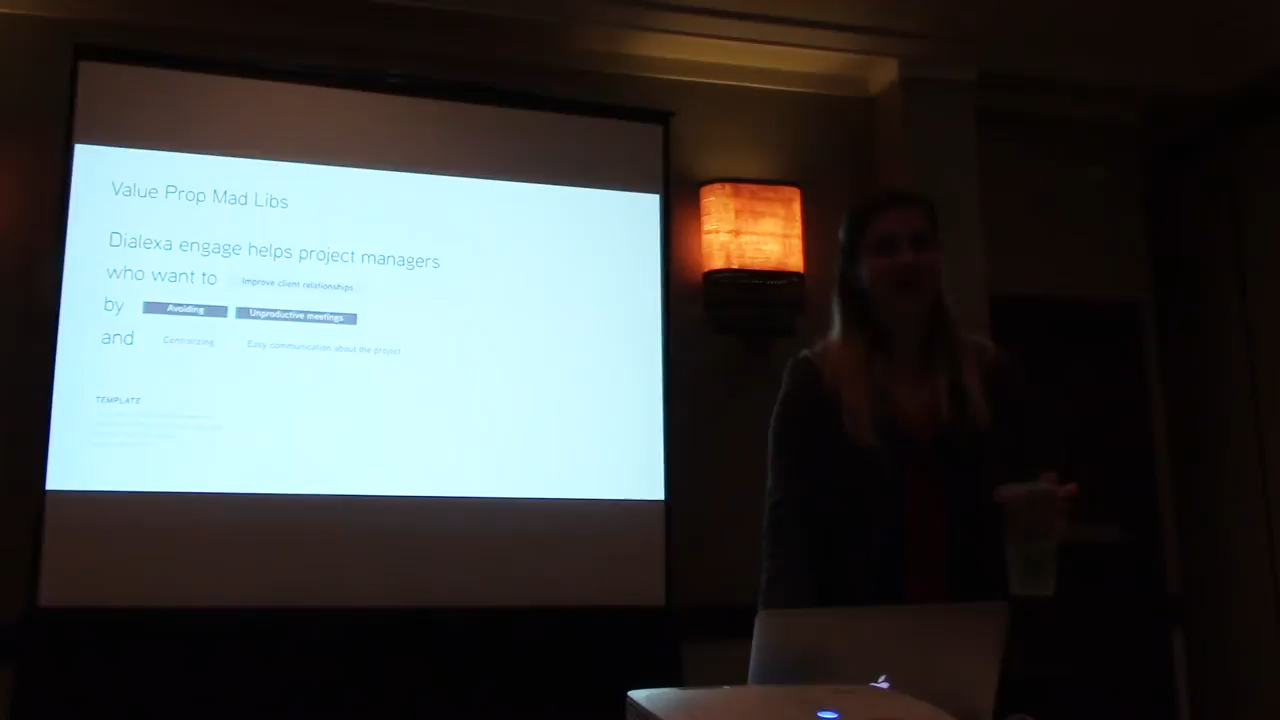 Value Prop Mad Libs
Dialexa engage helps project managers
who want to Improve client relationships
by Avoiding Unproductive meetings
and Centralizing Easy communication about the project
TEMPLATE